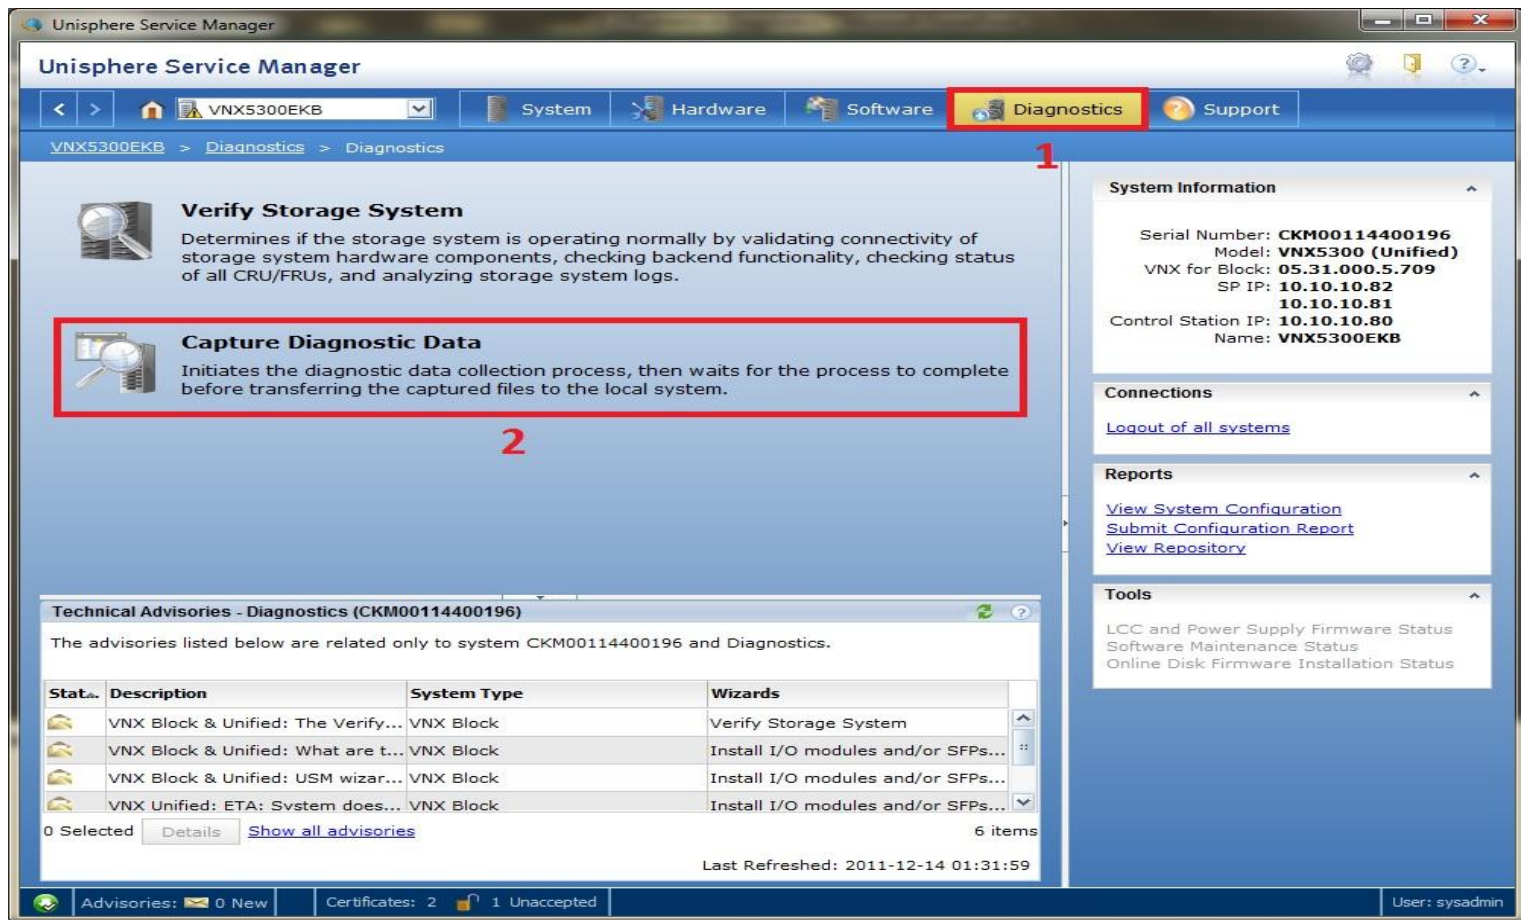 Unisphere Service Manager
Unisphere Service Manager
VNX5300EKB
System
Hardware
Software
Diagnostics
Support
VNX5300EKB > Diagnostics > Diagnostics
1
Verify Storage System
Determines if the storage system is operating normally by validating connectivity of
storage system hardware components, checking backend functionality, checking status
of all CRU/FRUs, and analyzing storage system logs.
Capture Diagnostic Data
Initiates the diagnostic data collection process, then waits for the process to complete
before transferring the captured files to the local system.
2
System Information
Serial Number: CKM00114400196
Model: VNX5300 (Unified)
VNX for Block: 05.31.000.5.709
SP IP: 10.10.10.82
10.10.10.81
Control Station IP: 10.10.10.80
Name: VNX5300EKB
Connections
Logout of all systems
Reports
View System Configuration
Submit Configuration Report
View Repository
Tools
LCC and Power Supply Firmware Status
Software Maintenance Status
Online Disk Firmware Installation Status
Technical Advisories - Diagnostics (CKM00114400196)
The advisories listed below are related only to system CKM00114400196 and Diagnostics.
Stat.. Description System Type Wizards
VNX Block & Unified: The Verify... VNX Block Verify Storage System
VNX Block & Unified: What are t... VNX Block Install I/O modules and/or SFPs...
VNX Block & Unified: USM wizar... VNX Block Install I/O modules and/or SFPs...
VNX Unified: ETA: System does... VNX Block Install I/O modules and/or SFPs...
0 Selected Details Show all advisories 6 items
Last Refreshed: 2011-12-14 01:31:59
Advisories: 0 New Certificates: 2 1 Unaccepted User: sysadmin